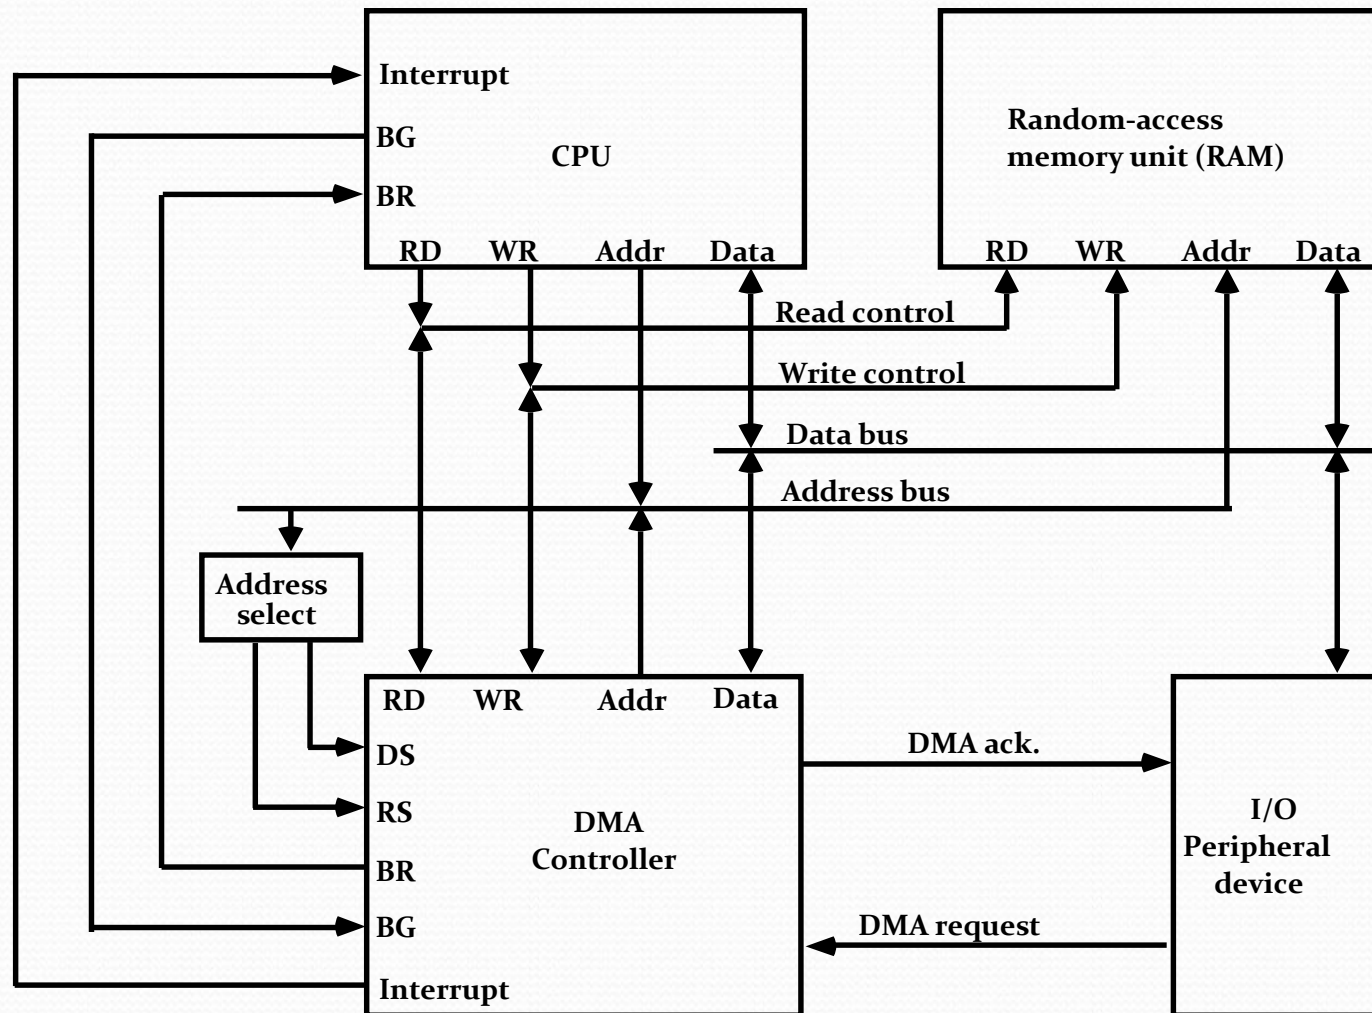 Interrupt
BG
CPU
BR
RD WR Addr Data
Random-access
memory unit (RAM)
RD WR Addr Data
Read control
Write control
Data bus
Address bus
Address
select
RD WR Addr Data
DS
RS
BR
BG
Interrupt
DMA
Controller
DMA ack.
DMA request
I/O
Peripheral
device